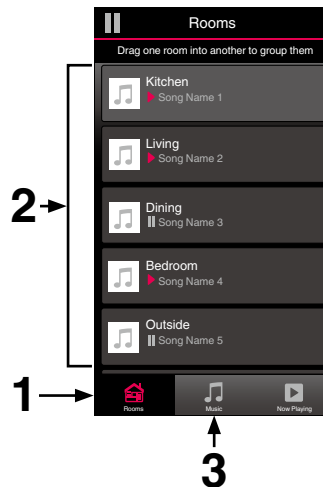 Rooms
Drag one room into another to group them
Kitchen
Song Name 1
Living
Song Name 2
2
Dining
Song Name 3
Bedroom
Song Name 4
Outside
Song Name 5
1
Rooms Music Now Playing
3